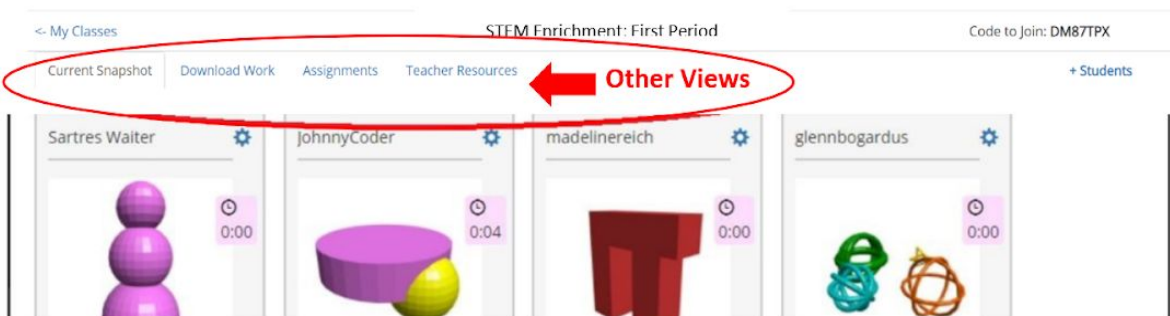 <- My Classes STEM Enrichment: First Period Code to Join: DM87TPX
Current Snapshot Download Work Assignments Teacher Resources Other Views + Students
Sartres Waiter JohnnyCoder madelinereich glennbogardus
0:00 0:04 0:00 0:00